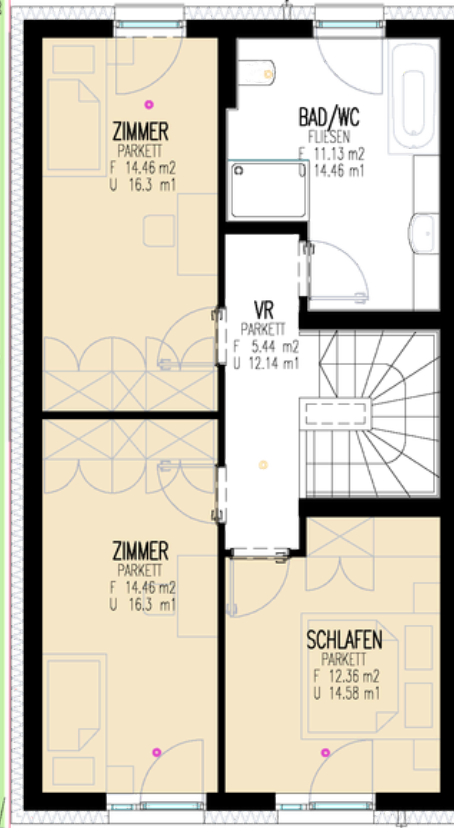 ZIMMER
PARKETT
F 14.46 m2
U 16.3 m1
BAD/WC
FLIESEN
F 11.13 m2
U 14.46 m1
VR
PARKETT
F 5.44 m2
U 12.14 m1
ZIMMER
PARKETT
F 14.46 m2
U 16.3 m1
SCHLAFEN
PARKETT
F 12.36 m2
U 14.58 m1